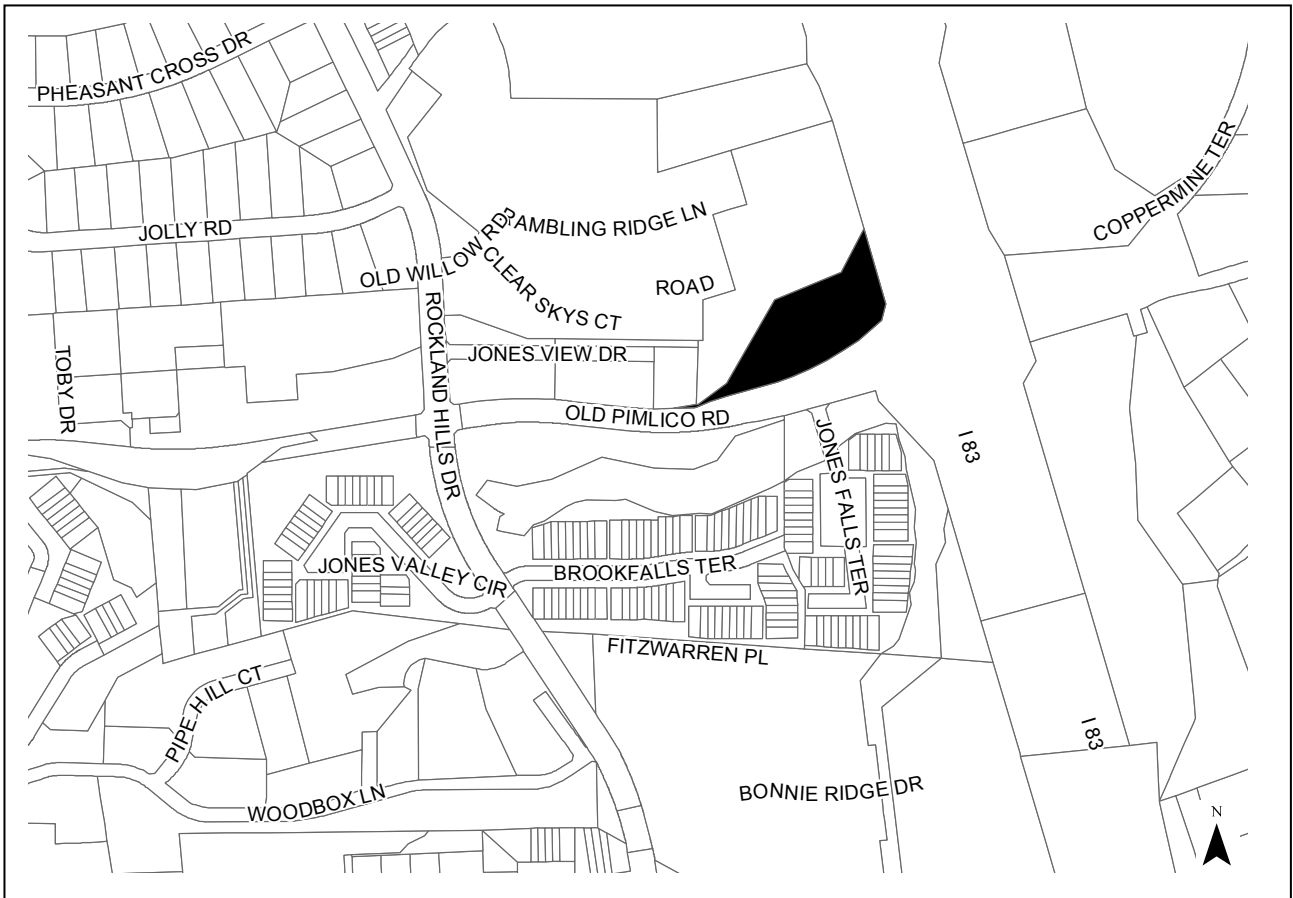 PHEASANT CROSS DR
COPPERMINE TER
JOLLY RD
RAMBLING RIDGE LN
OLD WILLOW RD
CLEAR SKYS CT
ROAD
ROCKLAND HILLS DR
JONES VIEW DR
TOBY DR
OLD PIMLICO RD
JONES FALLS TER
I 83
JONES VALLEY CIR
BROOKFALLS TER
FITZWARREN PL
PIPE HILL CT
I 83
WOODBOX LN
BONNIE RIDGE DR
N